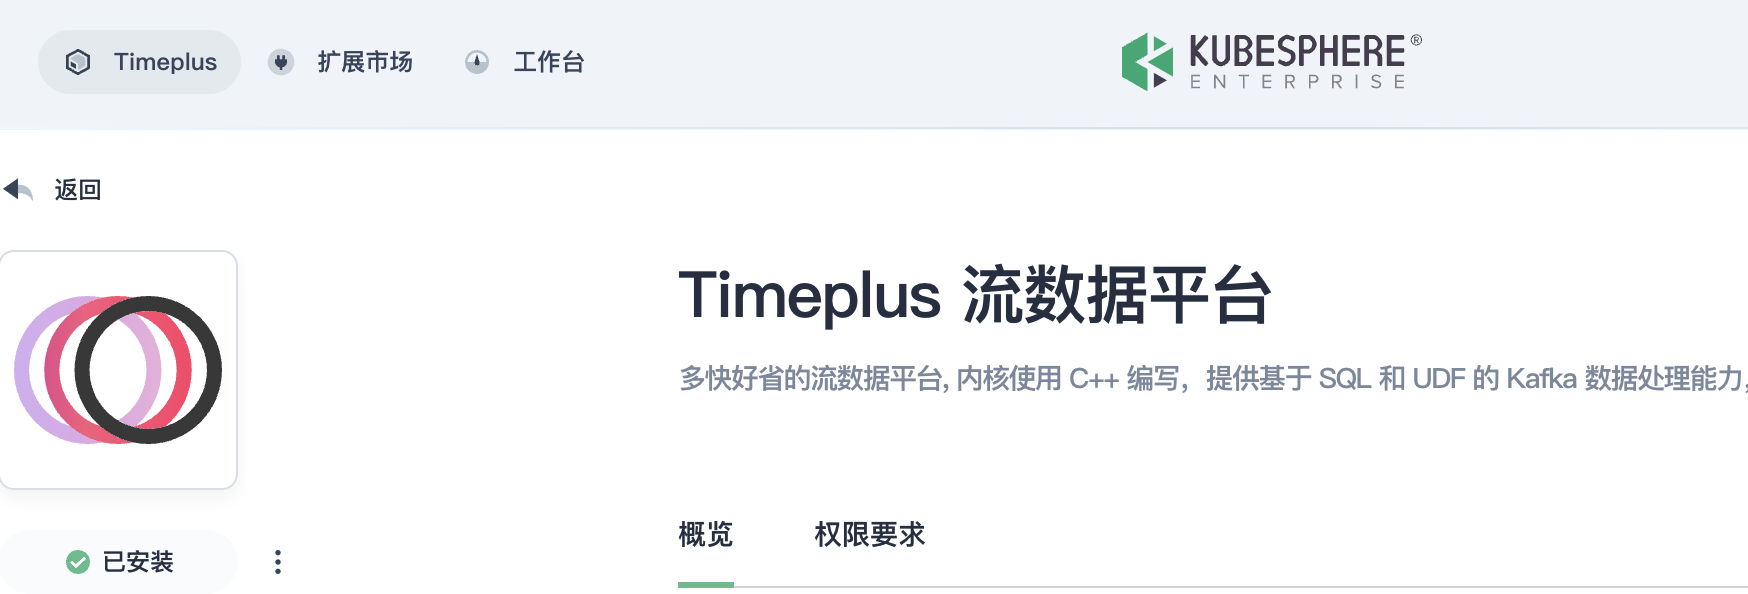 Timeplus 扩展市场 工作台 KUBESPHERE®
ENTERPRISE
返回
Timeplus 流数据平台
多快好省的流数据平台, 内核使用 C++ 编写，提供基于 SQL 和 UDF 的 Kafka 数据处理能力,
概览 权限要求
已安装